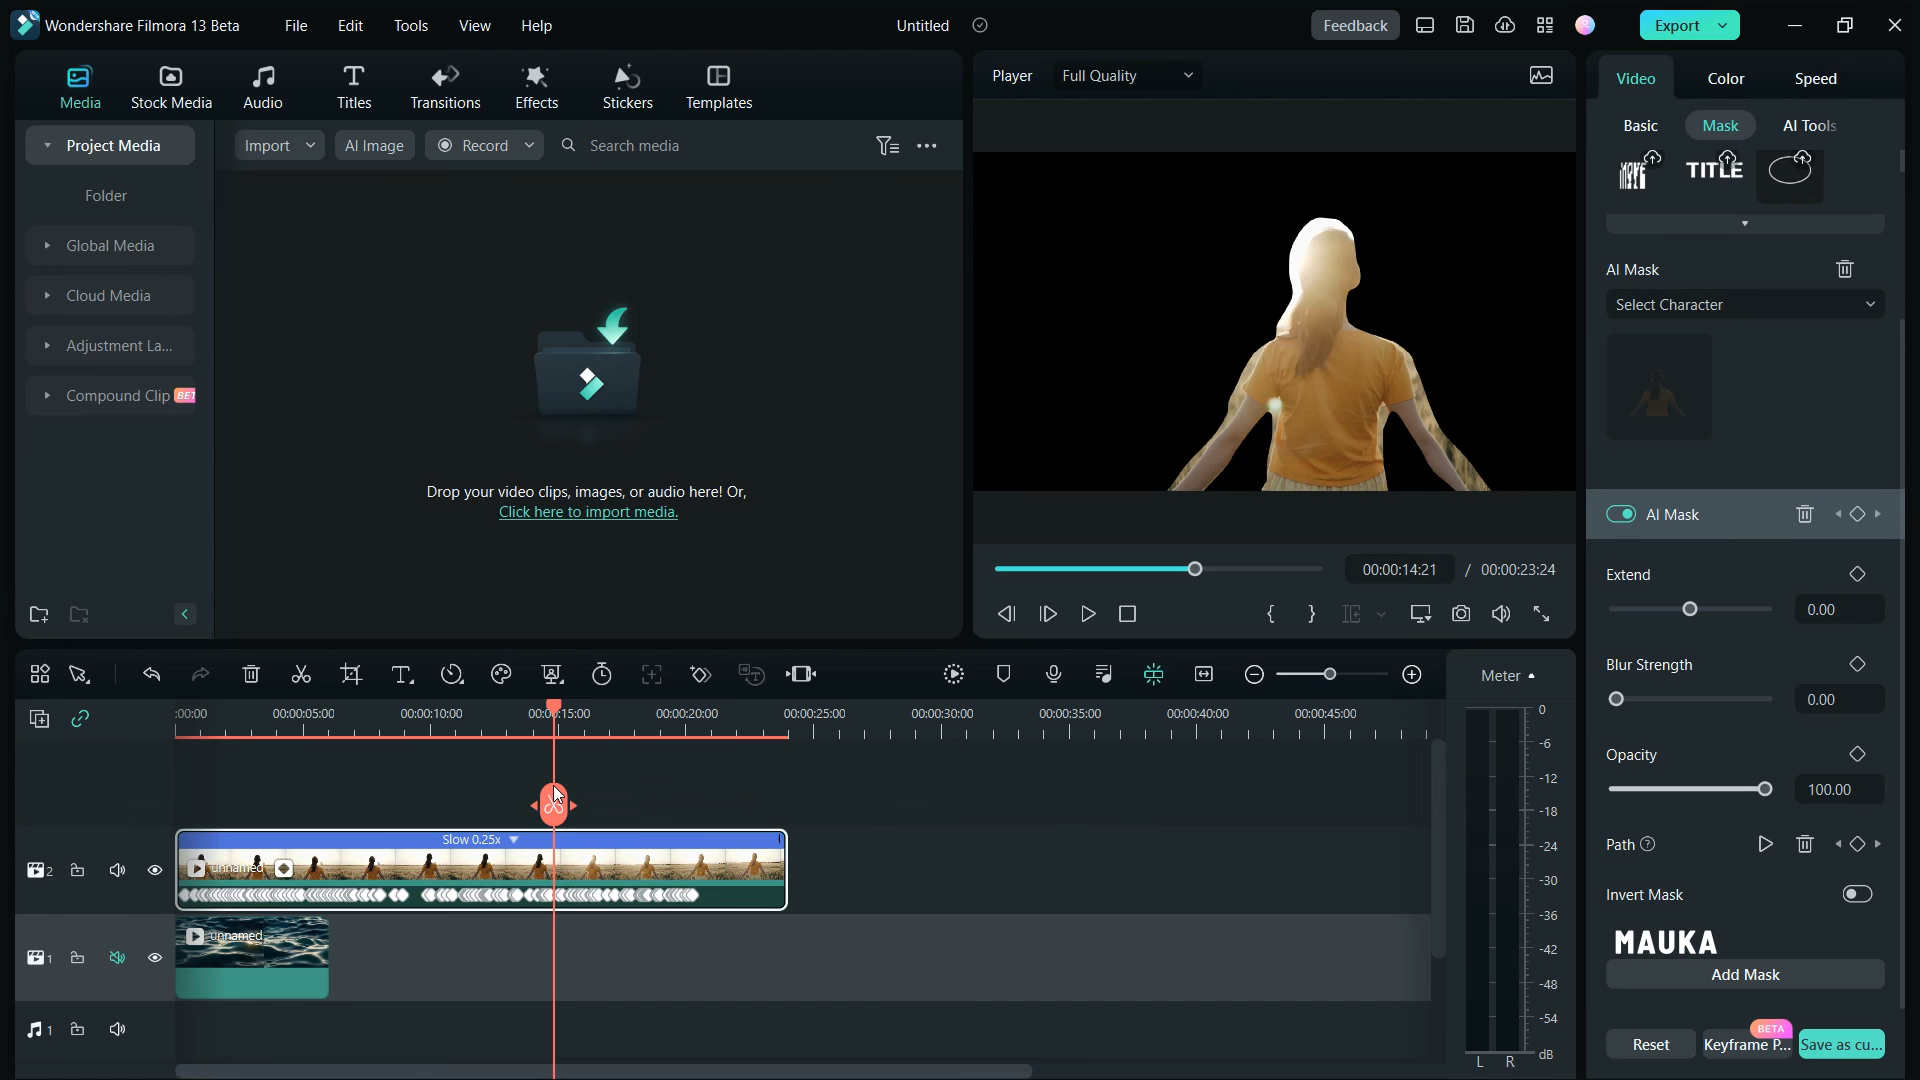 Wondershare Filmora 13 Beta File Edit Tools View Help Untitled Feedback Export
Media Stock Media Audio Titles Transitions Effects Stickers Templates
Player Full Quality
Video Color Speed
Basic Mask AI Tools
Project Media
Import AI Image Record Search media
Folder
Global Media
Cloud Media
Adjustment La...
Compound Clip BET
Drop your video clips, images, or audio here! Or,
Click here to import media.
00:00:14:21 / 00:00:23:24
TITLE
AI Mask
Select Character
AI Mask
Extend
0.00
Blur Strength
0.00
Opacity
100.00
Path ?
Invert Mask
MAUKA
Add Mask
BETA
Reset Keyframe P... Save as cu...
Meter
:00:00 00:00:05:00 00:00:10:00 00:00:15:00 00:00:20:00 00:00:25:00 00:00:30:00 00:00:35:00 00:00:40:00 00:00:45:00
Slow 0.25x
2 unnamed
1 unnamed
1
0
-6
-12
-18
-24
-30
-36
-42
-48
-54
dB
L R